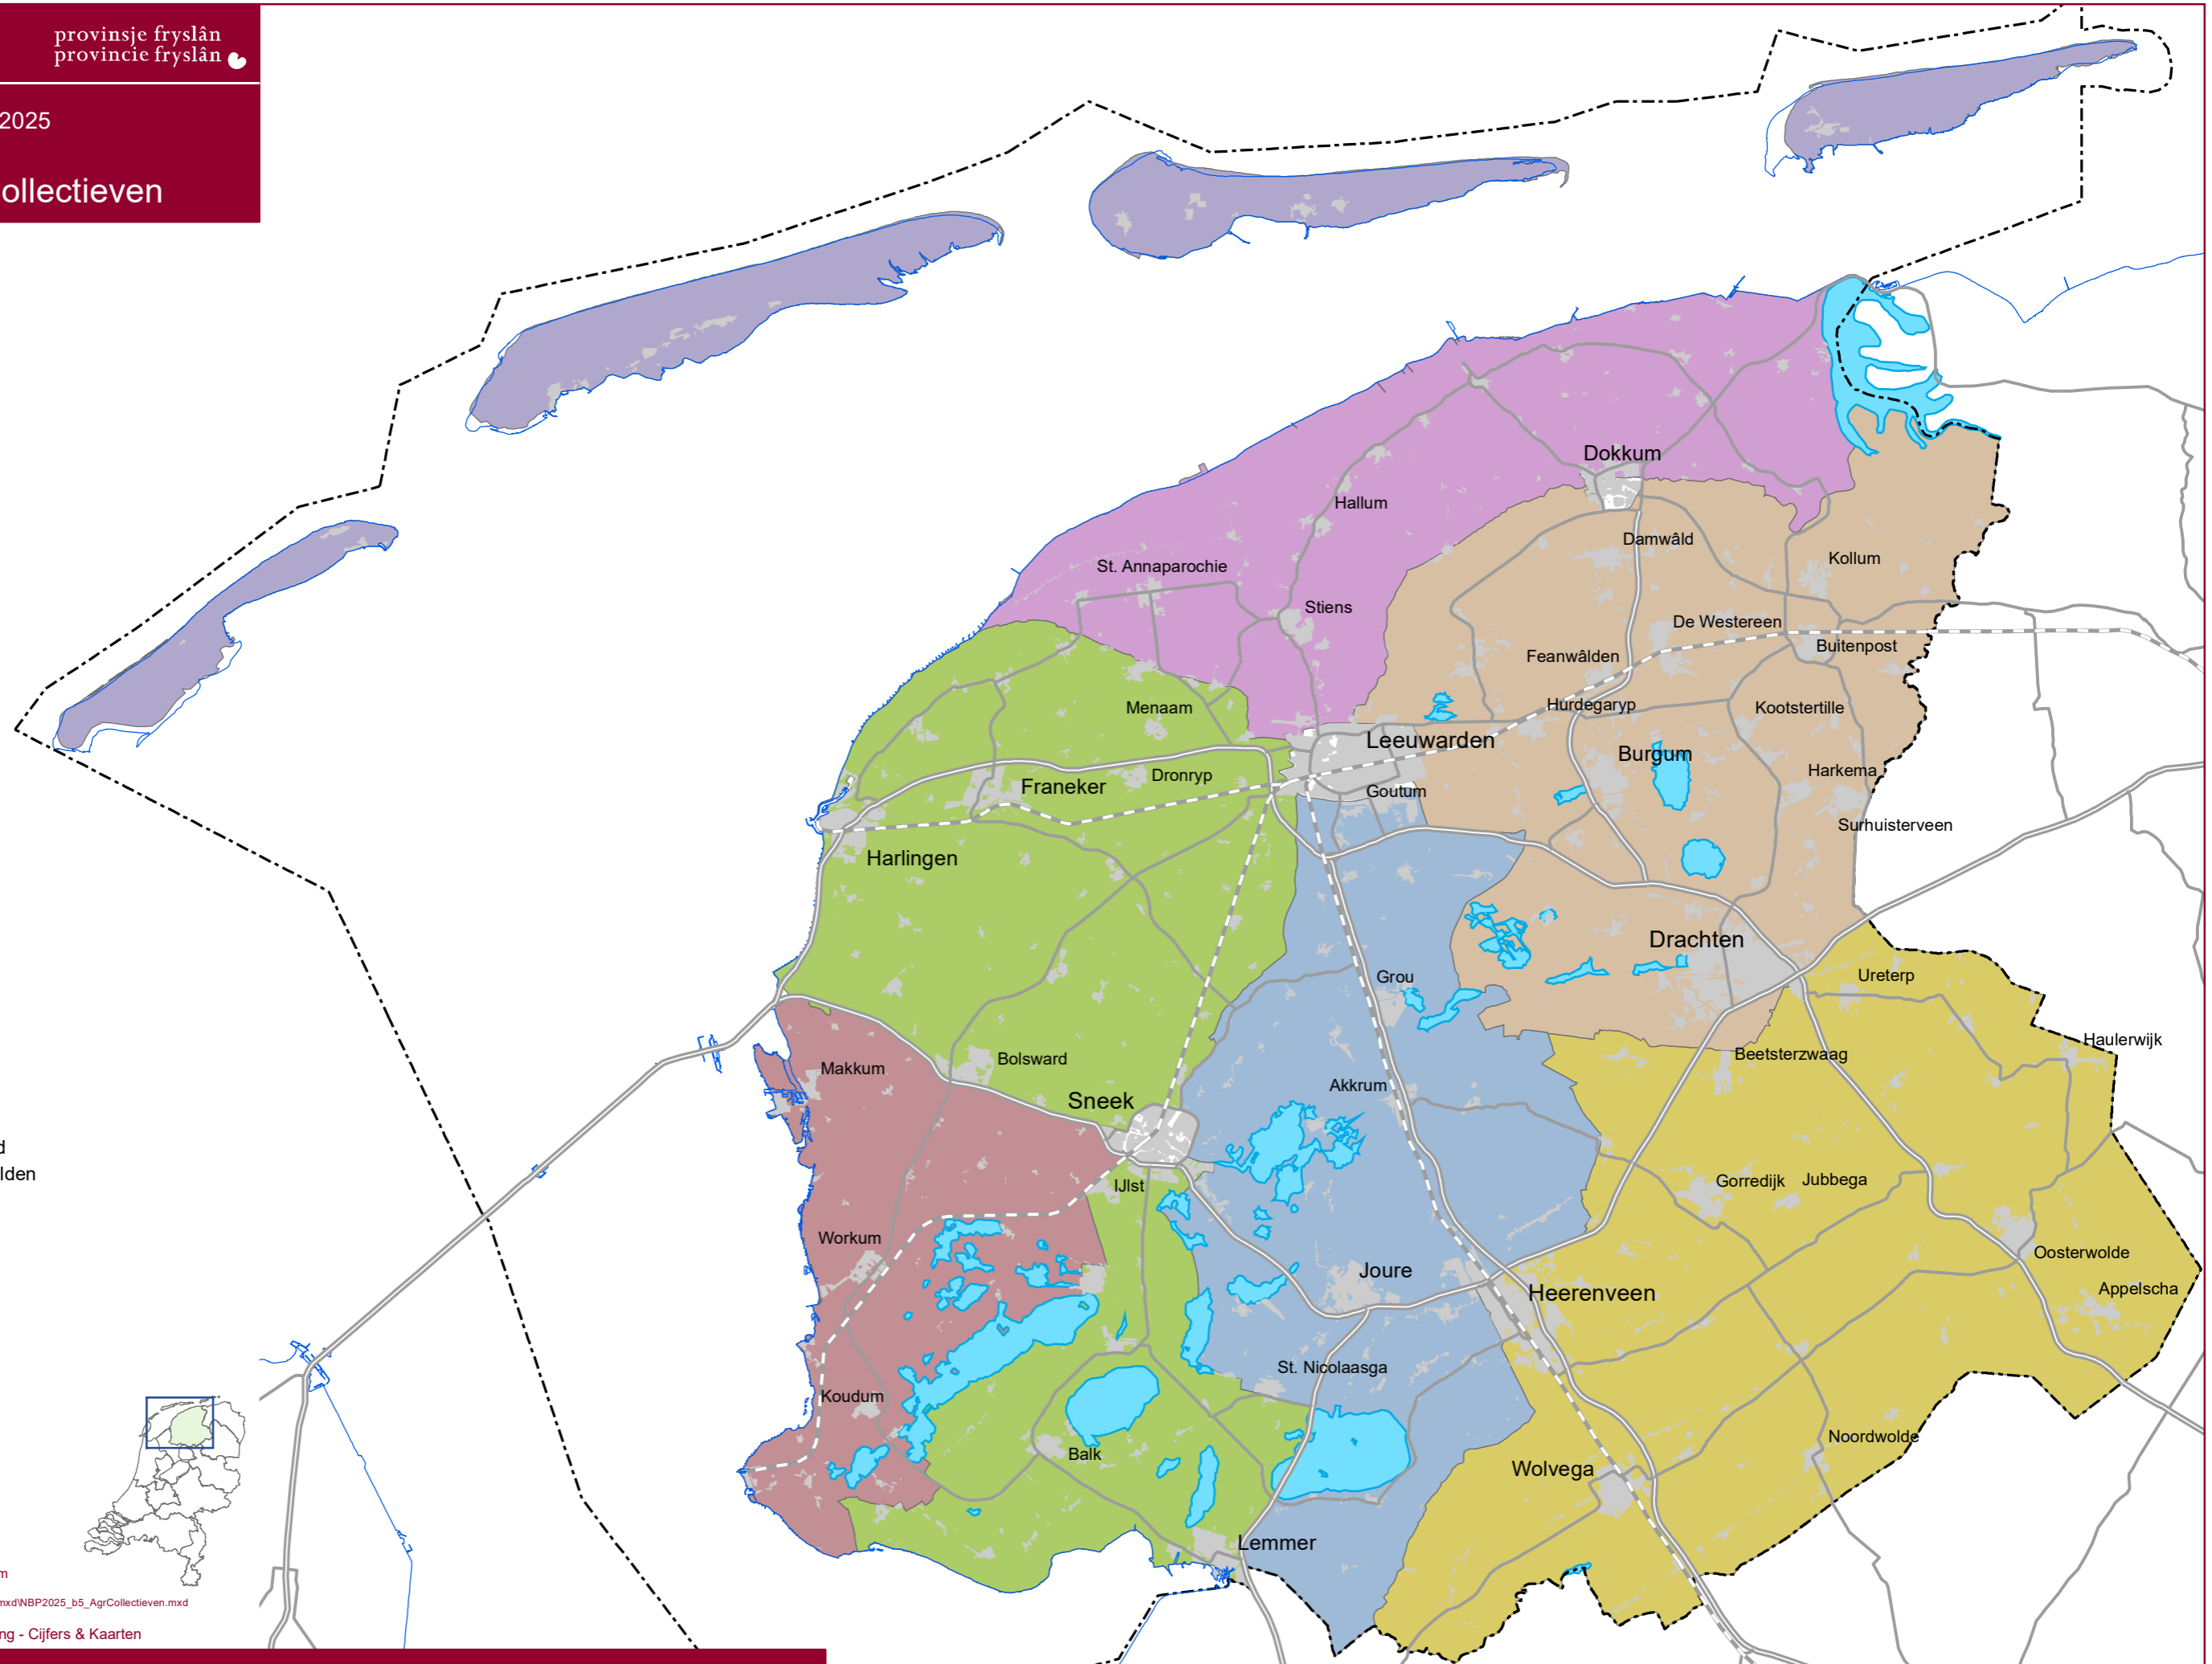 provinsje fryslân
provincie fryslân
2025
ollectieven
Dokkum
Hallum
Damwâld
Kollum
St. Annaparochie
Stiens
De Westereen
Buitenpost
Feanwâlden
Menaam
Hurdegaryp
Kootstertille
Leeuwarden
Burgum
Franeker
Dronryp
Harkema
Goutum
Surhuisterveen
Harlingen
Drachten
Grou
Ureterp
Haulerwijk
Beetsterzwaag
Bolsward
Makkum
Akkrum
Sneek
d
lden
IJlst
Gorredijk
Jubbega
Workum
Oosterwolde
Joure
Appelscha
Heerenveen
St. Nicolaasga
Koudum
Noordwolde
Balk
Wolvega
Lemmer
m
mxd\NBP2025_b5_AgrCollectieven.mxd
ng - Cijfers & Kaarten